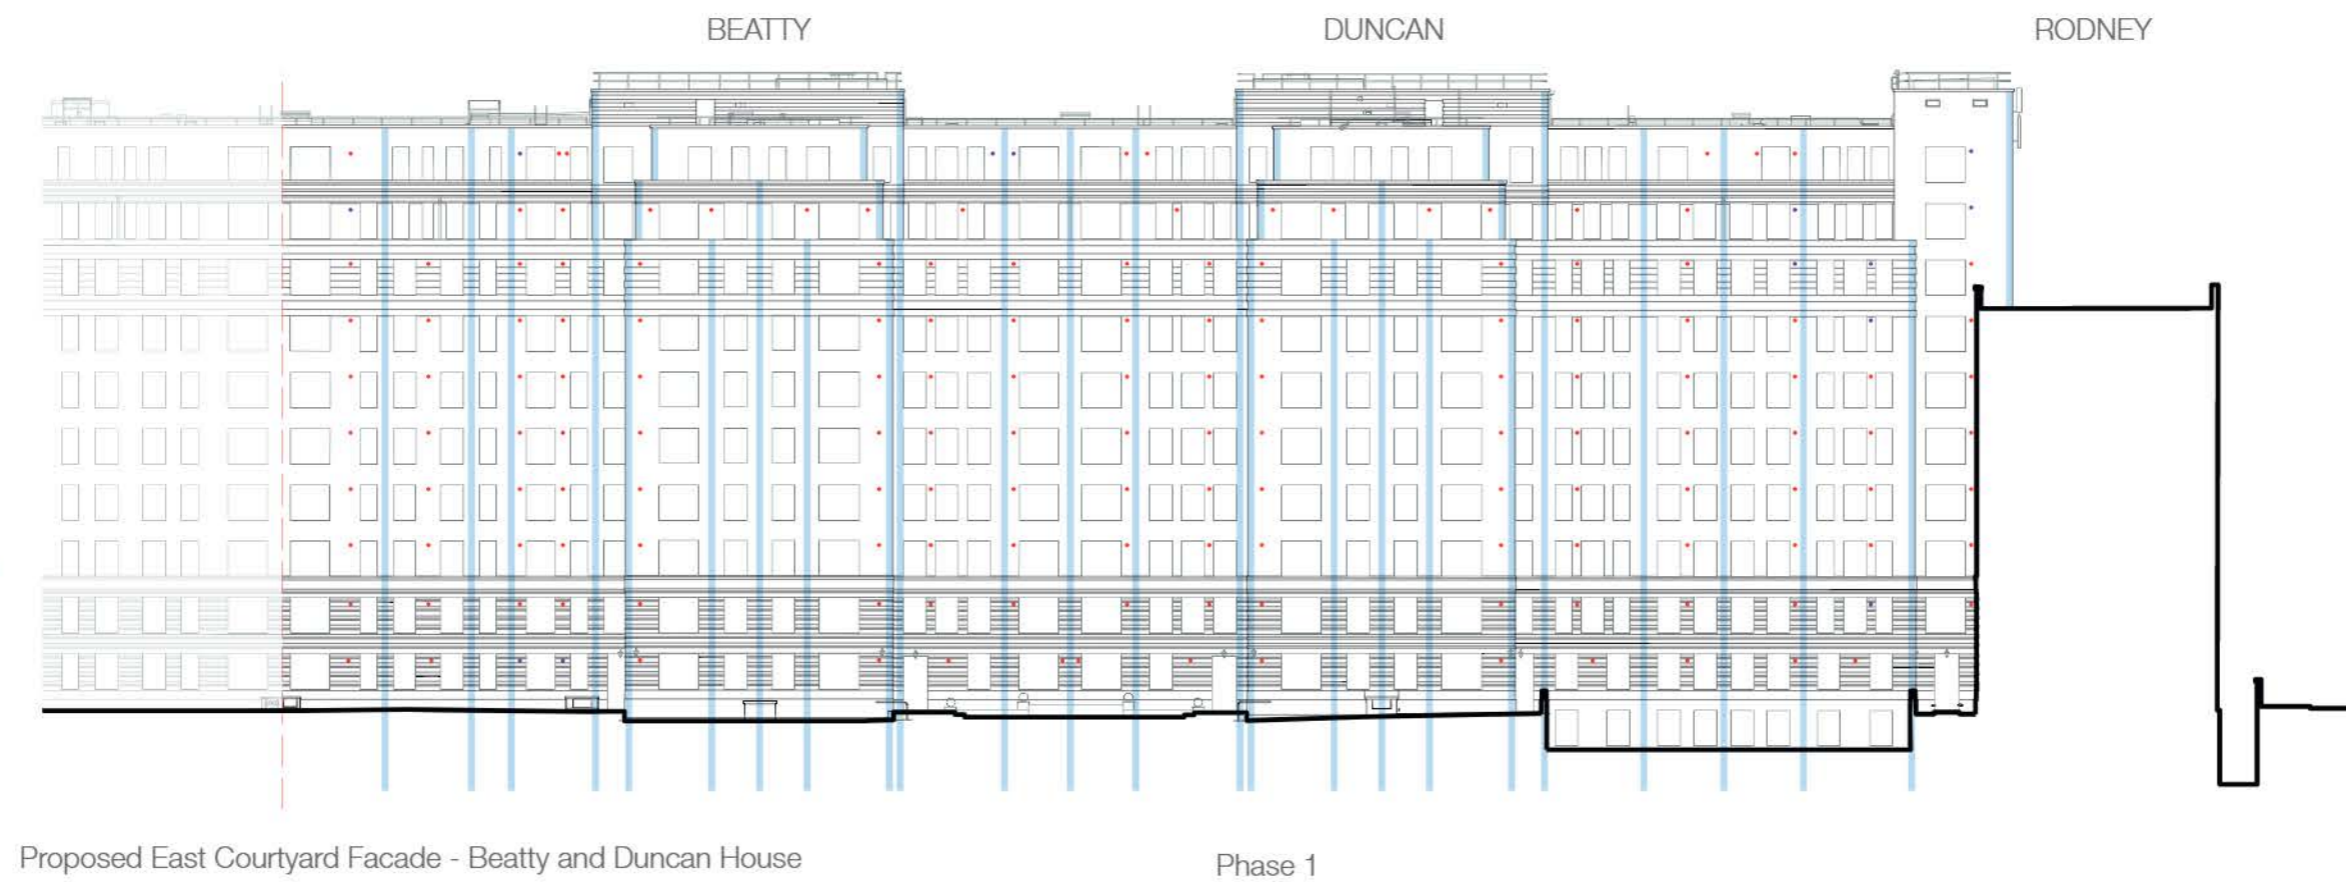 BEATTY
DUNCAN
RODNEY
Proposed East Courtyard Facade - Beatty and Duncan House
Phase 1